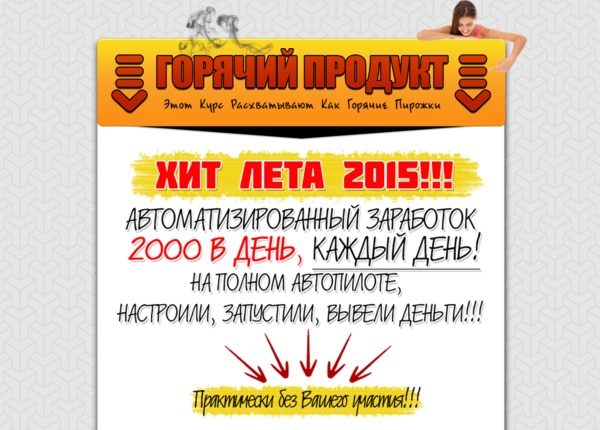 ГОРЯЧИЙ ПРОДУКТ
Этот Курс Расхватывают Как Горячие Пирожки
ХИТ ЛЕТА 2015!!!
АВТОМАТИЗИРОВАННЫЙ ЗАРАБОТОК
2000 В ДЕНЬ, КАЖДЫЙ ДЕНЬ!
НА ПОЛНОМ АВТОПИЛОТЕ,
НАСТРОИЛИ, ЗАПУСТИЛИ, ВЫВЕЛИ ДЕНЬГИ!!!
Практически без Вашего участия!!!